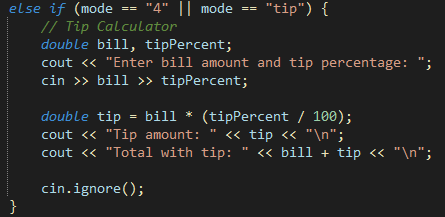 else if (mode == "4" || mode == "tip") {
    // Tip Calculator
    double bill, tipPercent;
    cout << "Enter bill amount and tip percentage: ";
    cin >> bill >> tipPercent;

    double tip = bill * (tipPercent / 100);
    cout << "Tip amount: " << tip << "\n";
    cout << "Total with tip: " << bill + tip << "\n";

    cin.ignore();
}